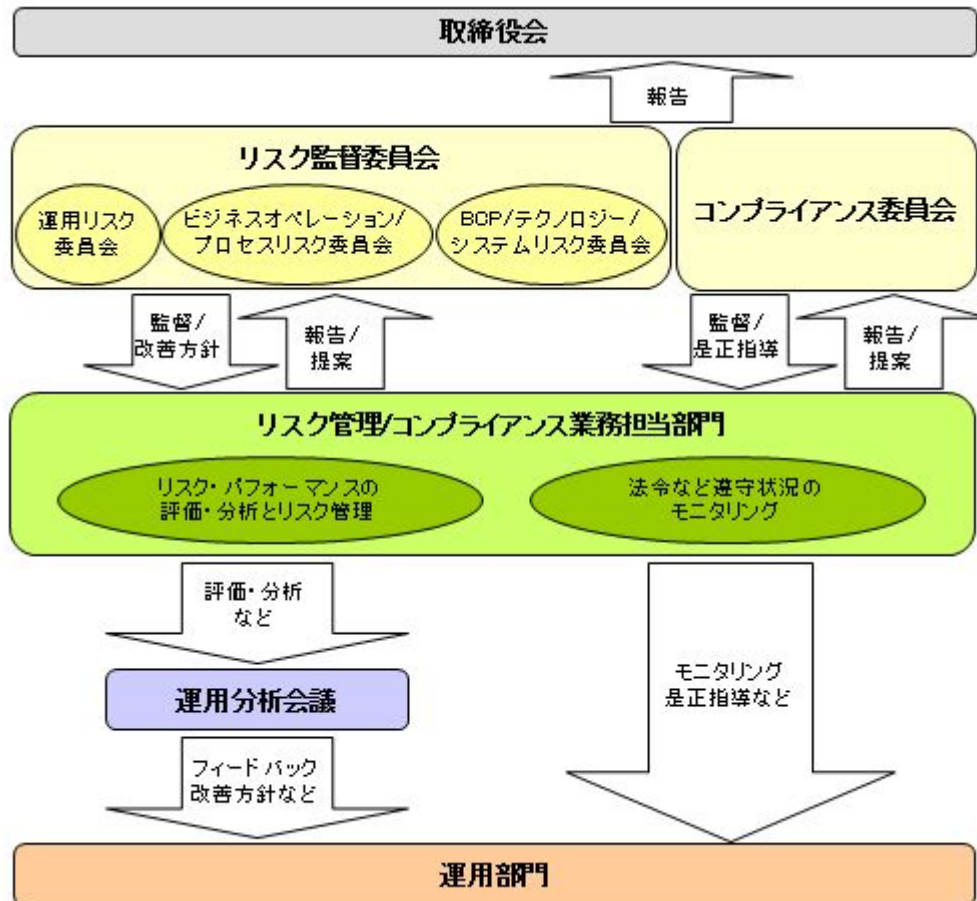 取締役会
報告
リスク監督委員会
運用リスク
委員会
ビジネスオペレーション/
プロセスリスク委員会
BCP/テクノロジー/
システムリスク委員会
コンプライアンス委員会
監督/
改善方針
報告/
提案
監督/
是正指導
報告/
提案
リスク管理/コンプライアンス業務担当部門
リスク・パフォーマンスの
評価・分析とリスク管理
法令など遵守状況の
モニタリング
評価・分析
など
運用分析会議
モニタリング
是正指導など
フィードバック
改善方針など
運用部門